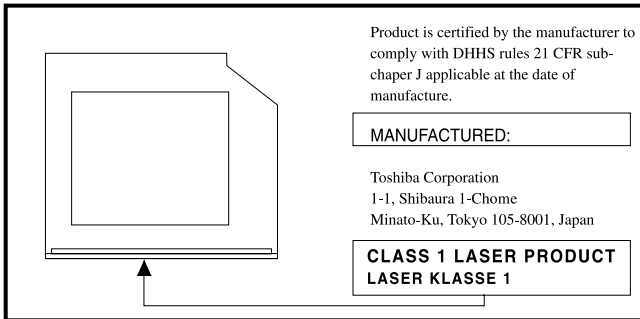 Product is certified by the manufacturer to
comply with DHHS rules 21 CFR sub-
chaper J applicable at the date of
manufacture.
MANUFACTURED:
Toshiba Corporation
1-1, Shibaura 1-Chome
Minato-Ku, Tokyo 105-8001, Japan
CLASS 1 LASER PRODUCT
LASER KLASSE 1